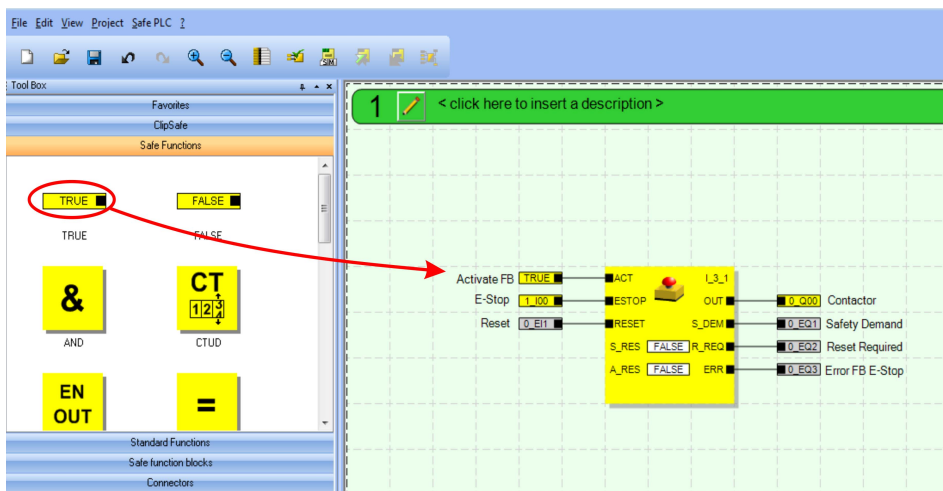 File Edit View Project Safe PLC ?
SIM
Tool Box
Favorites
ClipSafe
Safe Functions
TRUE FALSE
TRUE FALSE
& CT
1 2 3 4
AND CTUD
EN
OUT =
Standard Functions
Safe function blocks
Connectors
1 < click here to insert a description >
Activate FB TRUE ACT I_3_1
E-Stop 1_I00 ESTOP OUT 0_Q00 Contactor
Reset 0_EI1 RESET S_DEM 0_EQ1 Safety Demand
S_RES FALSE R_REQ 0_EQ2 Reset Required
A_RES FALSE ERR 0_EQ3 Error FB E-Stop